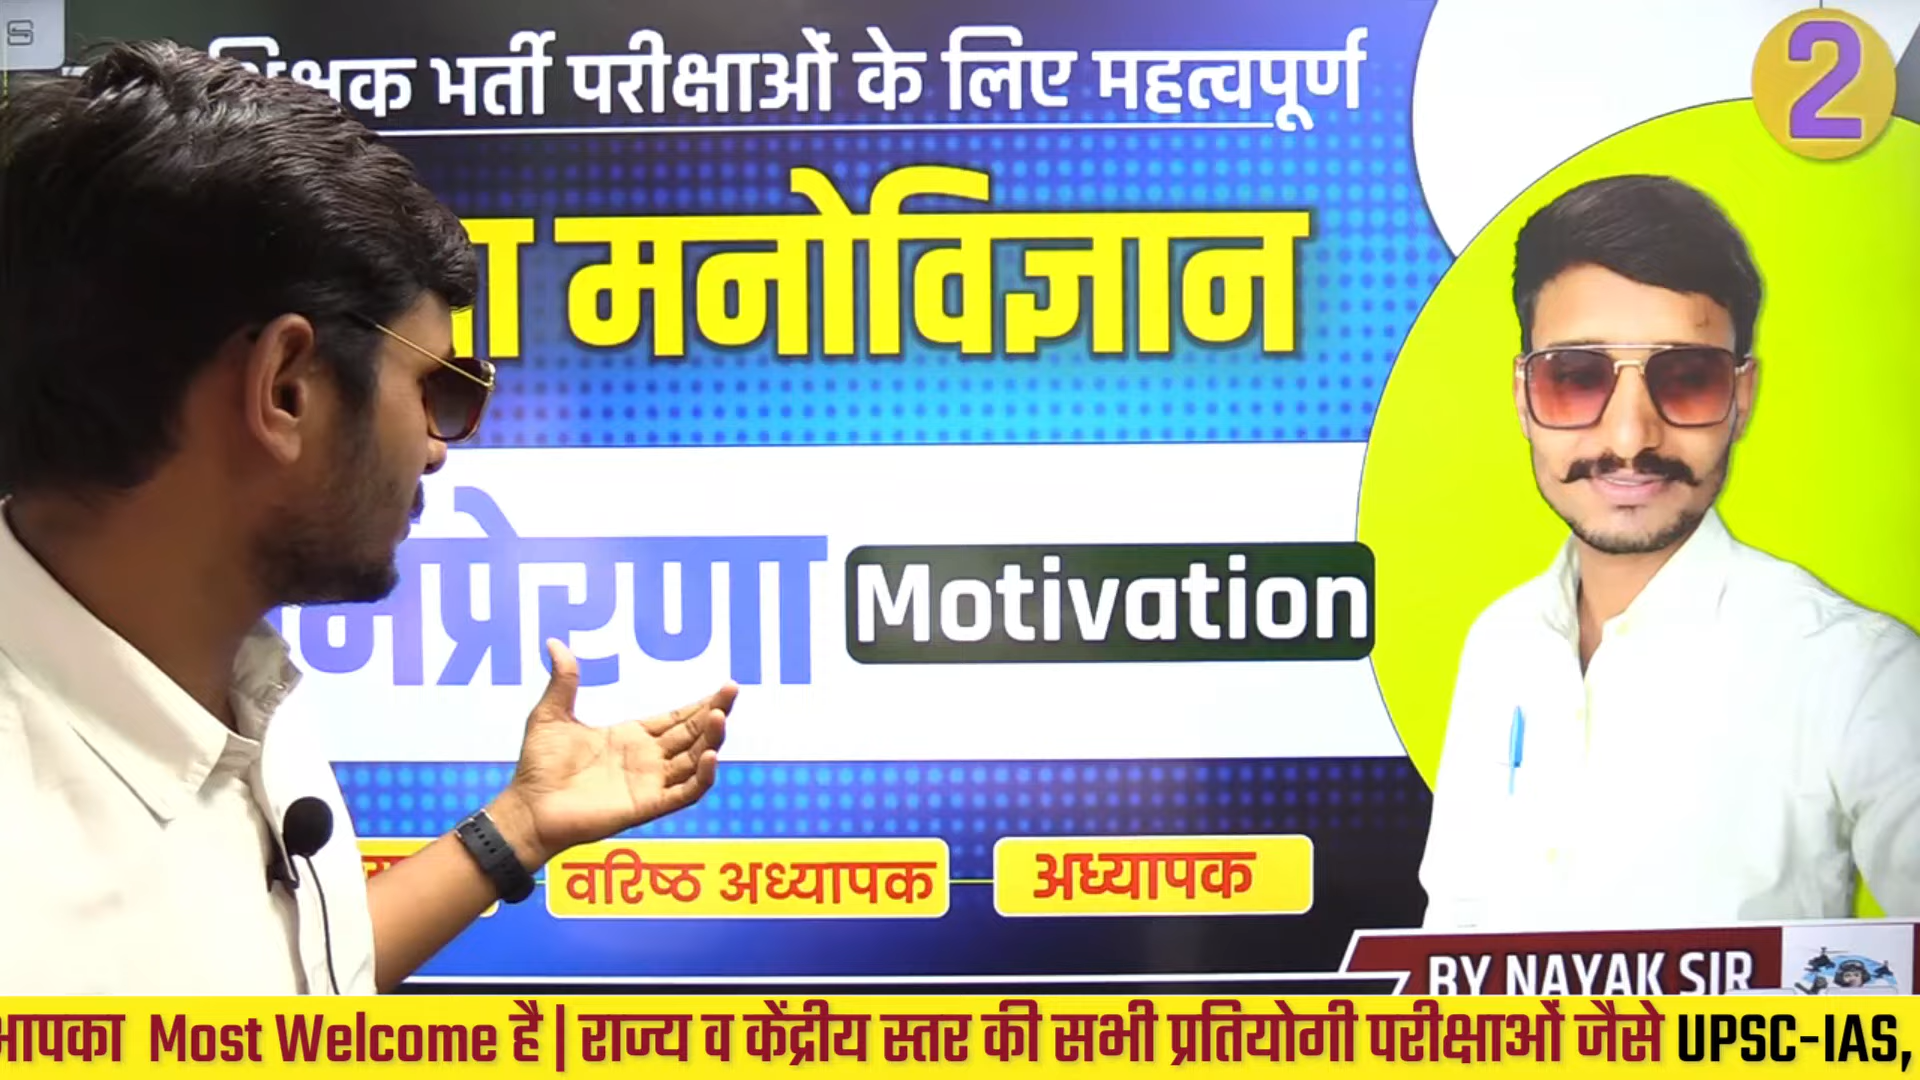 2
भर्ती परीक्षाओं के लिए महत्वपूर्ण
मनोविज्ञान
Motivation
वरिष्ठ अध्यापक
अध्यापक
BY NAYAK SIR
आपका Most Welcome है | राज्य व केंद्रीय स्तर की सभी प्रतियोगी परीक्षाओं जैसे UPSC-IAS,